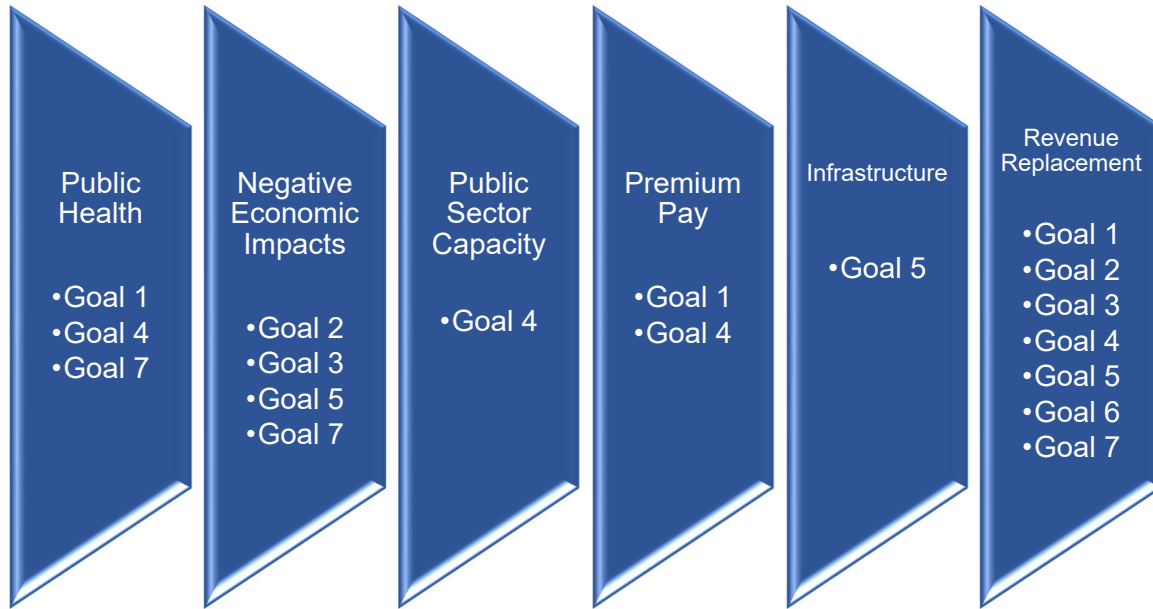 Public
Health
•Goal 1
•Goal 4
•Goal 7
Negative
Economic
Impacts
•Goal 2
•Goal 3
•Goal 5
•Goal 7
Public
Sector
Capacity
•Goal 4
Premium
Pay
•Goal 1
•Goal 4
Infrastructure
•Goal 5
Revenue
Replacement
•Goal 1
•Goal 2
•Goal 3
•Goal 4
•Goal 5
•Goal 6
•Goal 7